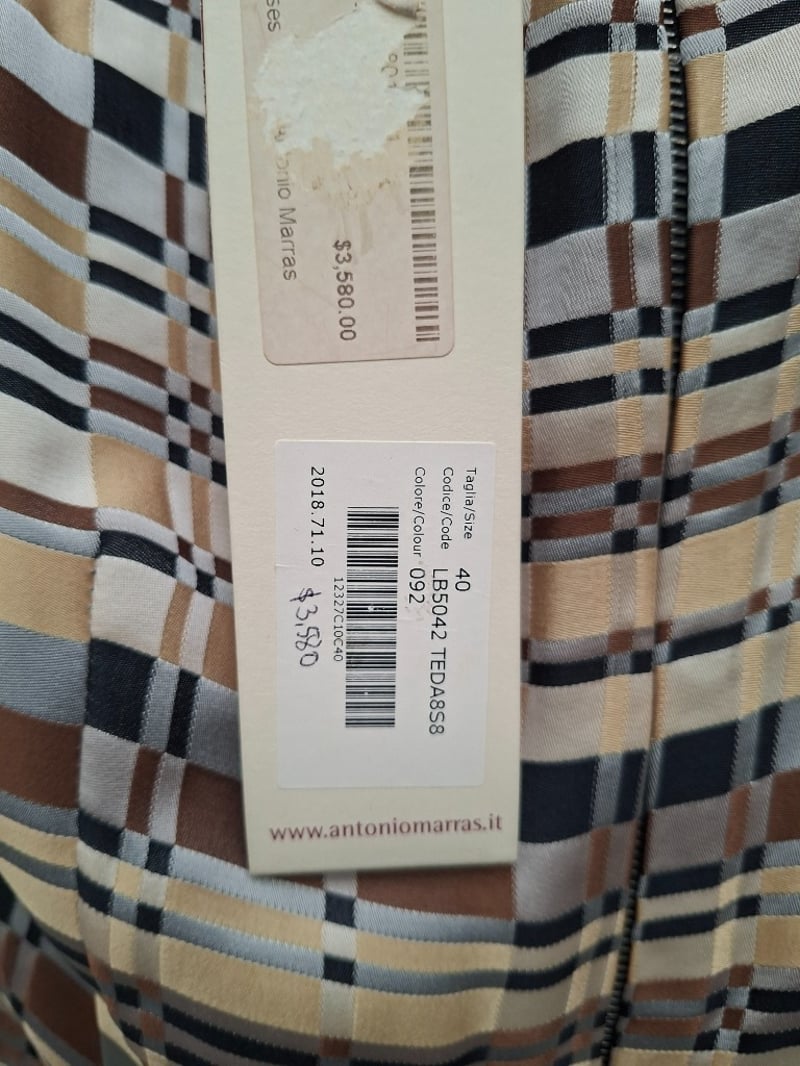 ses
onio Marras
$3,580.00
Taglia/Size 40
Codice/Code LB5042 TEDA8S8
Colore/Colour 092
12327C10C40
2018.71.10
$3,580
www.antoniomarras.it